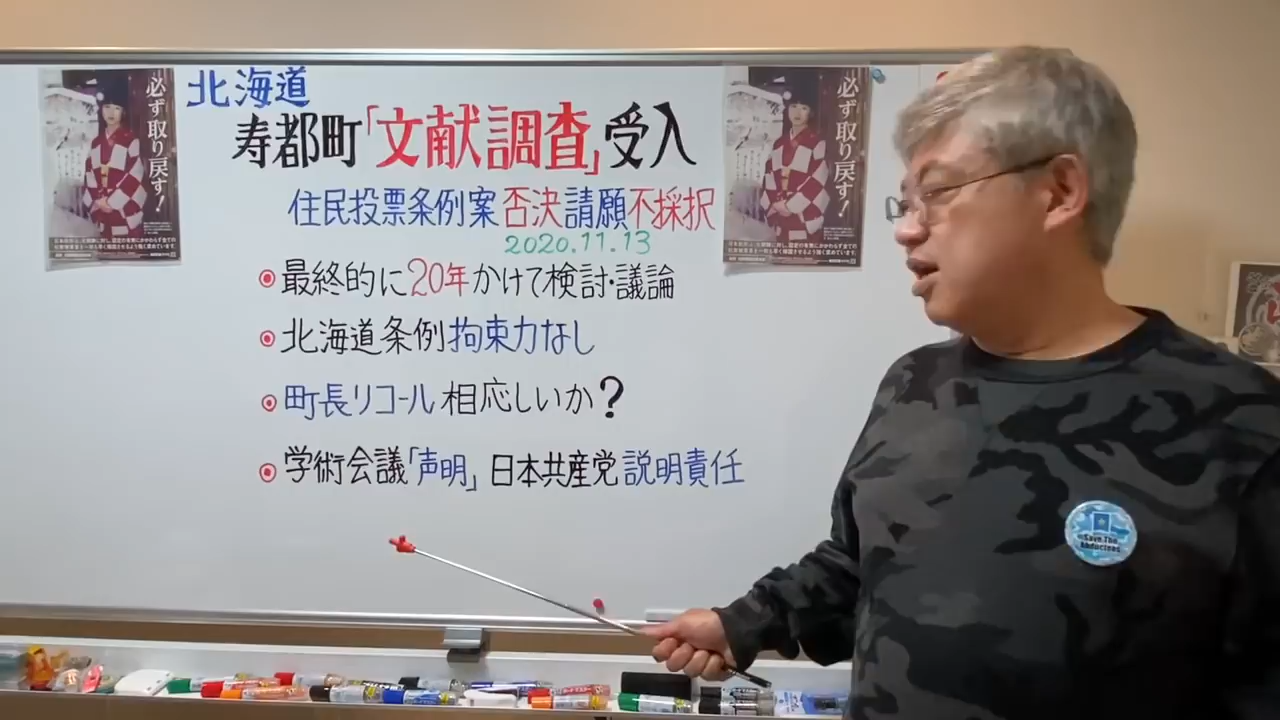 北海道
寿都町「文献調査」受入
住民投票条例案否決請願不採択
2020.11.13
◉最終的に20年かけて検討・議論
◉北海道条例拘束力なし
◉町長リコール相応しいか?
◉学術会議「声明」日本共産党説明責任
必ず取り戻す!
必ず取り戻す!
Save The
Abductees